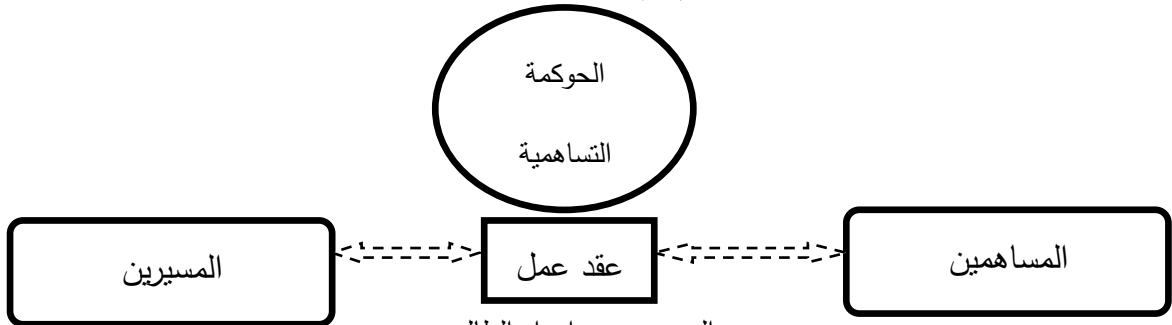 الحوكمة
التساهمية
المساهمين
عقد عمل
المسيرين